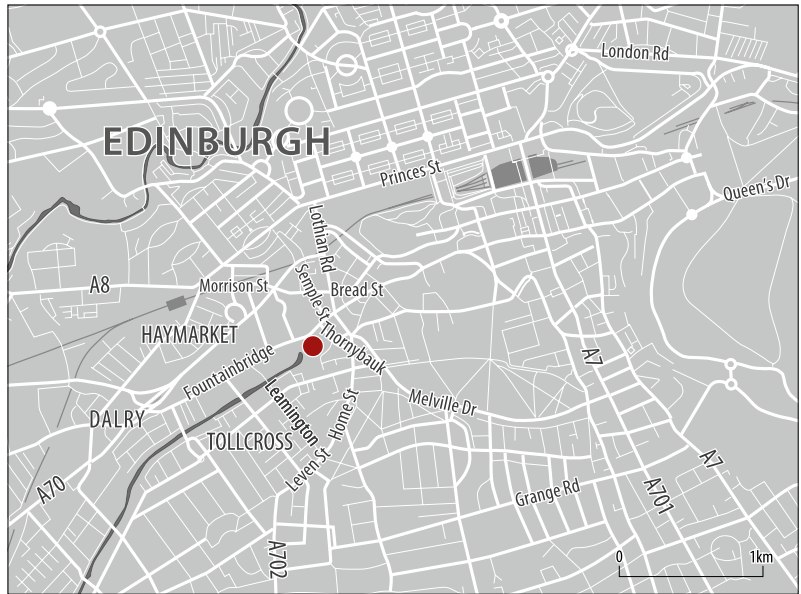 London Rd
EDINBURGH
Princes St
Queen's Dr
Lothian Rd
A8
Morrison St
Semple St
Bread St
HAYMARKET
Thornybauk
Fountainbridge
A7
Leamington
Home St
Melville Dr
DALRY
TOLLCROSS
Leven St
A7
A70
Grange Rd
A701
A702
0 1km